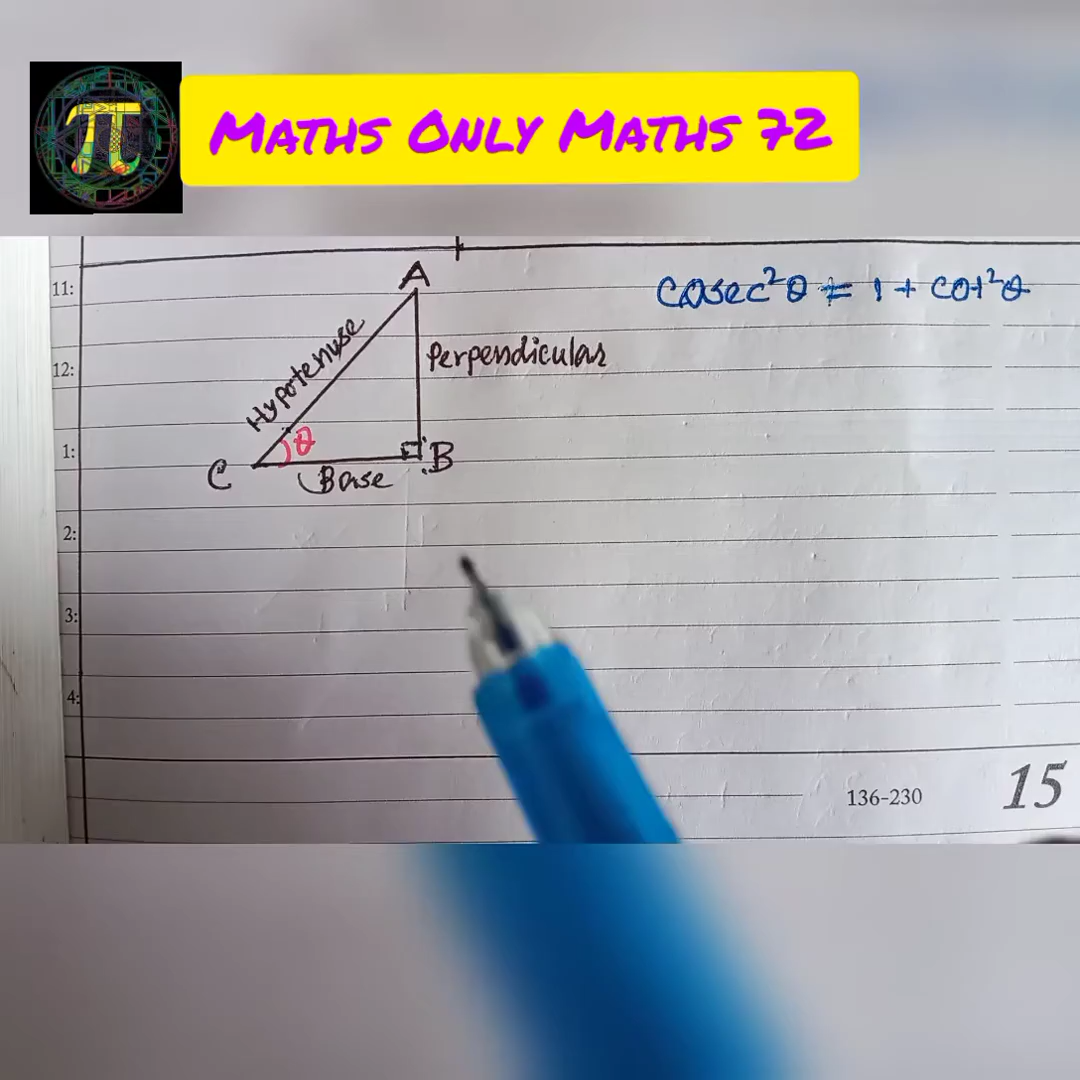 π
MATHS ONLY MATHS 72
11:
A
cosec²θ = 1 + cot²θ
Hypotenuse
Perpendicular
12:
1:
θ
C
B
Base
2:
3:
4:
136-230
15